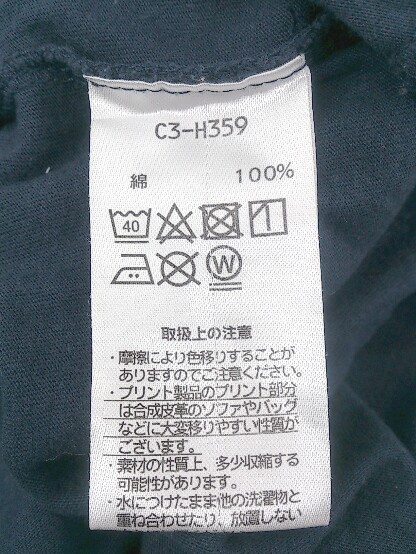 C3-H359
綿 100%
40
W
取扱上の注意
・摩擦により色移りすることが
ありますのでご注意ください。
・プリント製品のプリント部分
は合成皮革のソファやバッグ
などに大変移りやすい性質が
ございます。
・素材の性質上、多少収縮する
可能性があります。
・水につけたまま他の洗濯物と
重ね合わせたり、放置しない